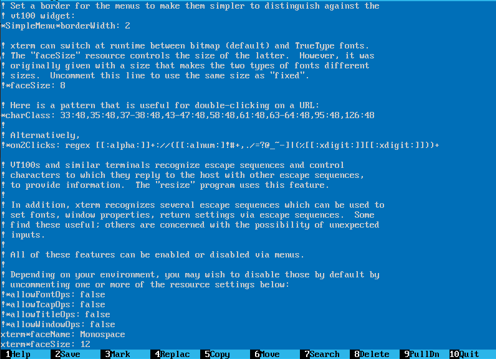 ! Set a border for the menus to make them simpler to distinguish against the
! vt100 widget:
*SimpleMenu*borderWidth: 2

! xterm can switch at runtime between bitmap (default) and TrueType fonts.
! The "faceSize" resource controls the size of the latter.  However, it was
! originally given with a size that makes the two types of fonts different
! sizes.  Uncomment this line to use the same size as "fixed".
!*faceSize: 8

! Here is a pattern that is useful for double-clicking on a URL:
*charClass: 33:48,35:48,37-38:48,43-47:48,58:48,61:48,63-64:48,95:48,126:48
!
! Alternatively,
!*on2Clicks: regex [[:alpha:]]+://([[:alnum:]!#+,./=?@_~-]|(%[[:xdigit:]][[:xdigit:]]))+
!
! VT100s and similar terminals recognize escape sequences and control
! characters to which they reply to the host with other escape sequences,
! to provide information.  The "resize" program uses this feature.
!
! In addition, xterm recognizes several escape sequences which can be used to
! set fonts, window properties, return settings via escape sequences.  Some
! find these useful; others are concerned with the possibility of unexpected
! inputs.
!
! All of these features can be enabled or disabled via menus.
!
! Depending on your environment, you may wish to disable those by default by
! uncommenting one or more of the resource settings below:
!*allowFontOps: false
!*allowTcapOps: false
!*allowTitleOps: false
!*allowWindowOps: false
xterm*faceName: Monospace
xterm*faceSize: 12
1Help 2Save 3Mark 4Replac 5Copy 6Move 7Search 8Delete 9PullDn 10Quit